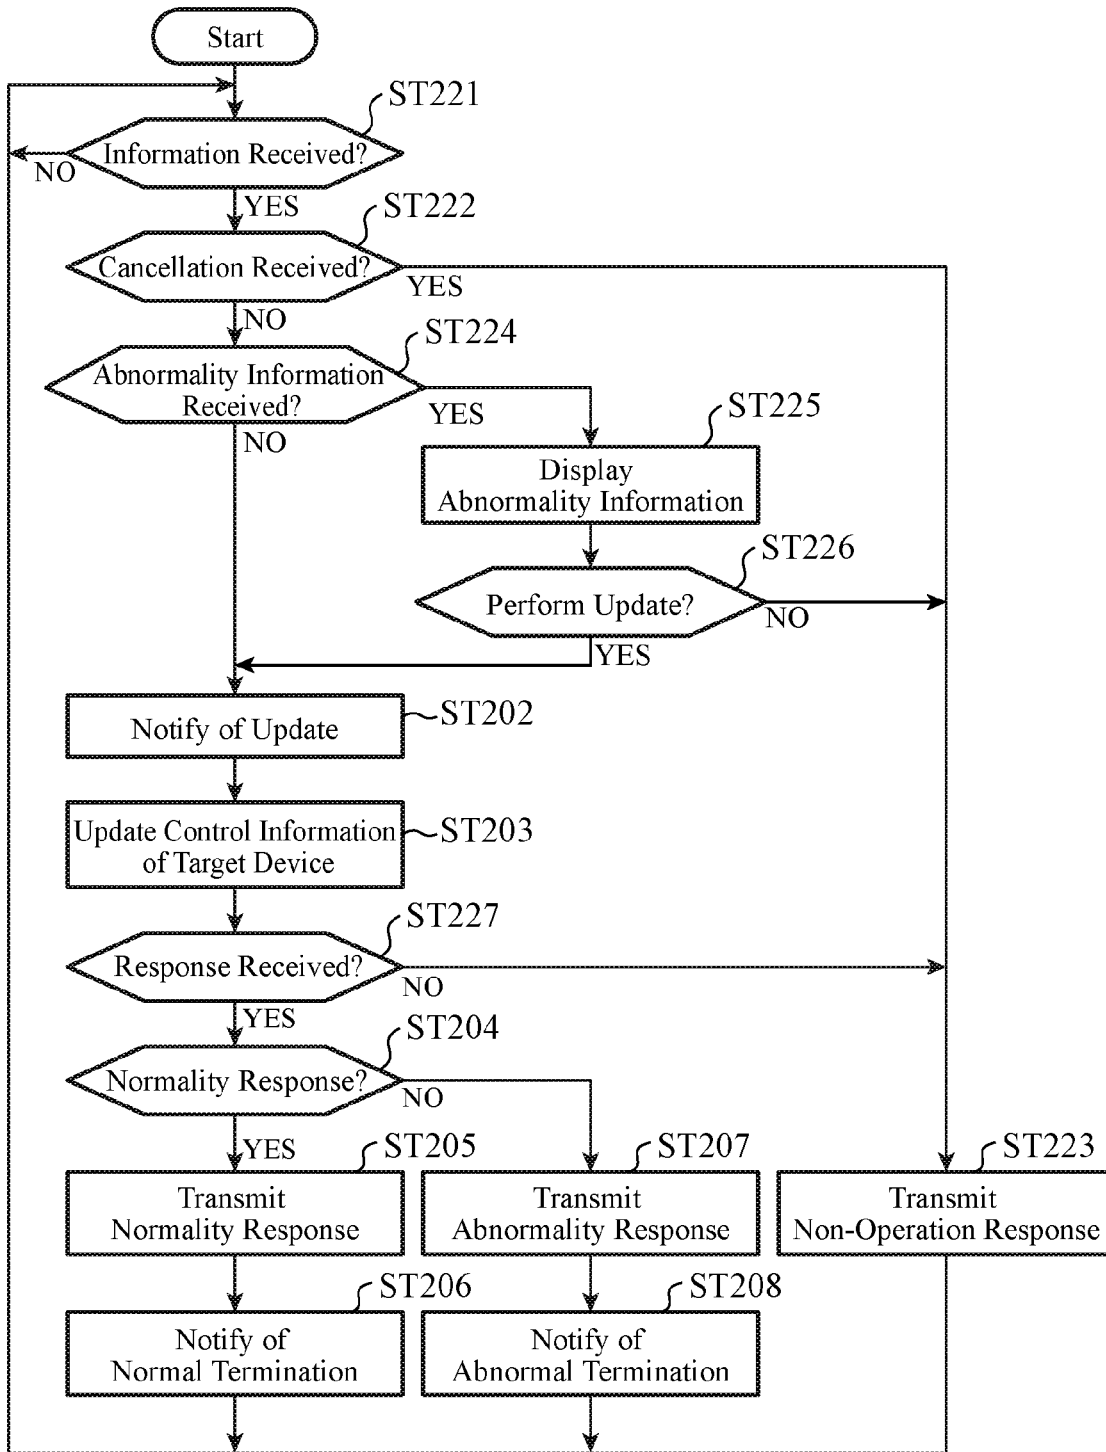 Start
ST221
Information Received?
NO
YES
ST222
Cancellation Received?
YES
NO
ST224
Abnormality Information
Received?
YES
NO
ST225
Display
Abnormality Information
ST226
Perform Update?
NO
YES
ST202
Notify of Update
ST203
Update Control Information
of Target Device
ST227
Response Received?
NO
YES
ST204
Normality Response?
NO
YES
ST205
Transmit
Normality Response
ST207
Transmit
Abnormality Response
ST223
Transmit
Non-Operation Response
ST206
Notify of
Normal Termination
ST208
Notify of
Abnormal Termination